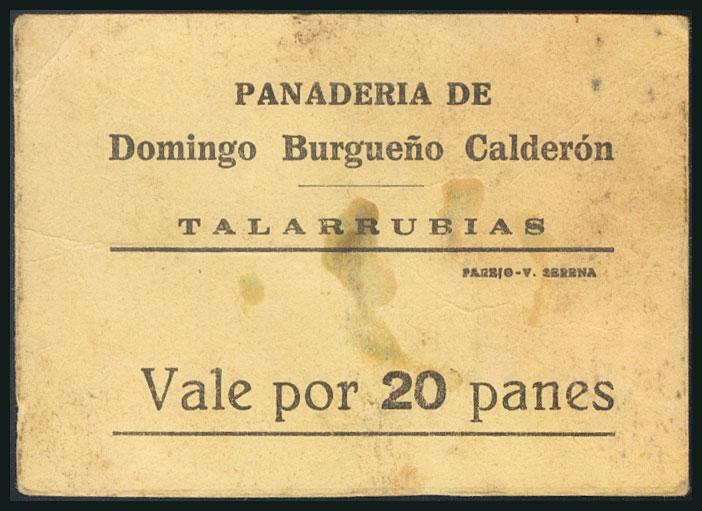 PANADERIA DE
Domingo Burgueño Calderón
TALARRUBIAS
PAREJO-V. SERENA
Vale por 20 panes